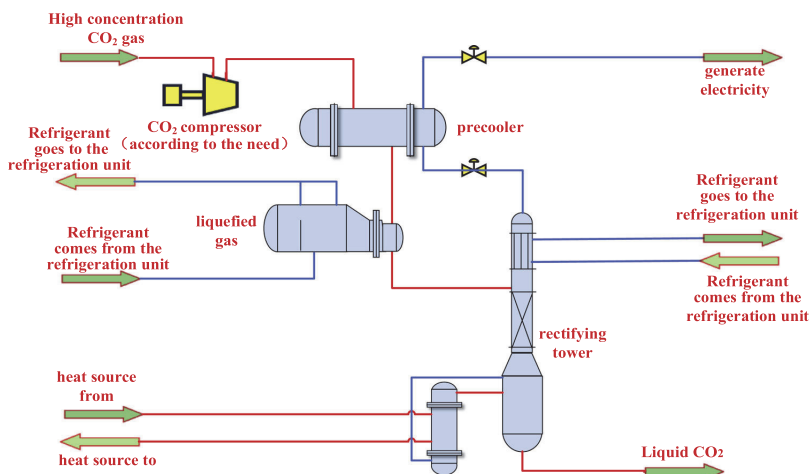 High concentration
CO₂ gas
CO₂ compressor
（according to the need）
precooler
generate
electricity
Refrigerant
goes to the
refrigeration unit
liquefied
gas
Refrigerant
comes from the
refrigeration unit
Refrigerant
goes to the
refrigeration unit
Refrigerant
comes from the
refrigeration unit
rectifying
tower
heat source
from
heat source to
Liquid CO₂